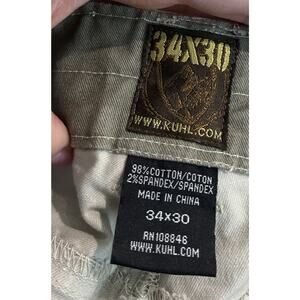 34X30
WWW.KUHL.COM
98%COTTON/COTON
2%SPANDEX/SPANDEX
MADE IN CHINA
34X30
RN108846
WWW.KUHL.COM